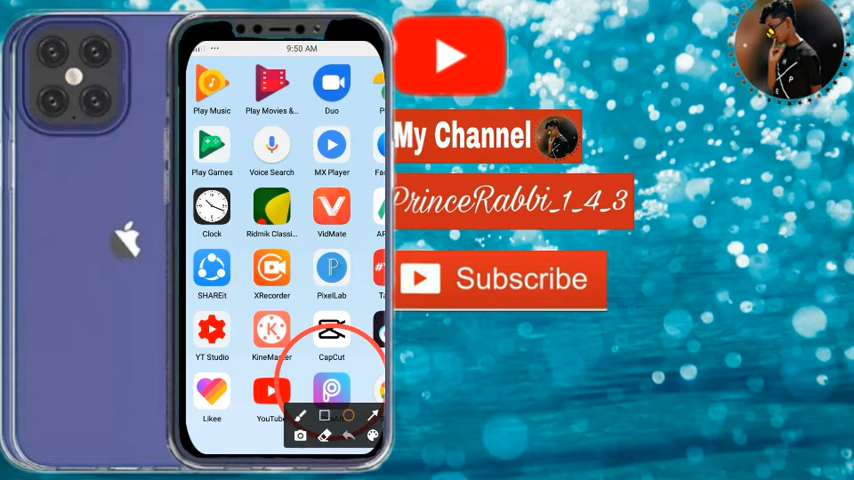 9:50 AM
Play Music
Play Movies &...
Duo
Play Games
Voice Search
MX Player
Clock
Ridmik Classi...
VidMate
SHAREit
XRecorder
PixelLab
YT Studio
KineMaster
CapCut
Likee
YouTube
My Channel
PrinceRabbi_1_4_3
Subscribe